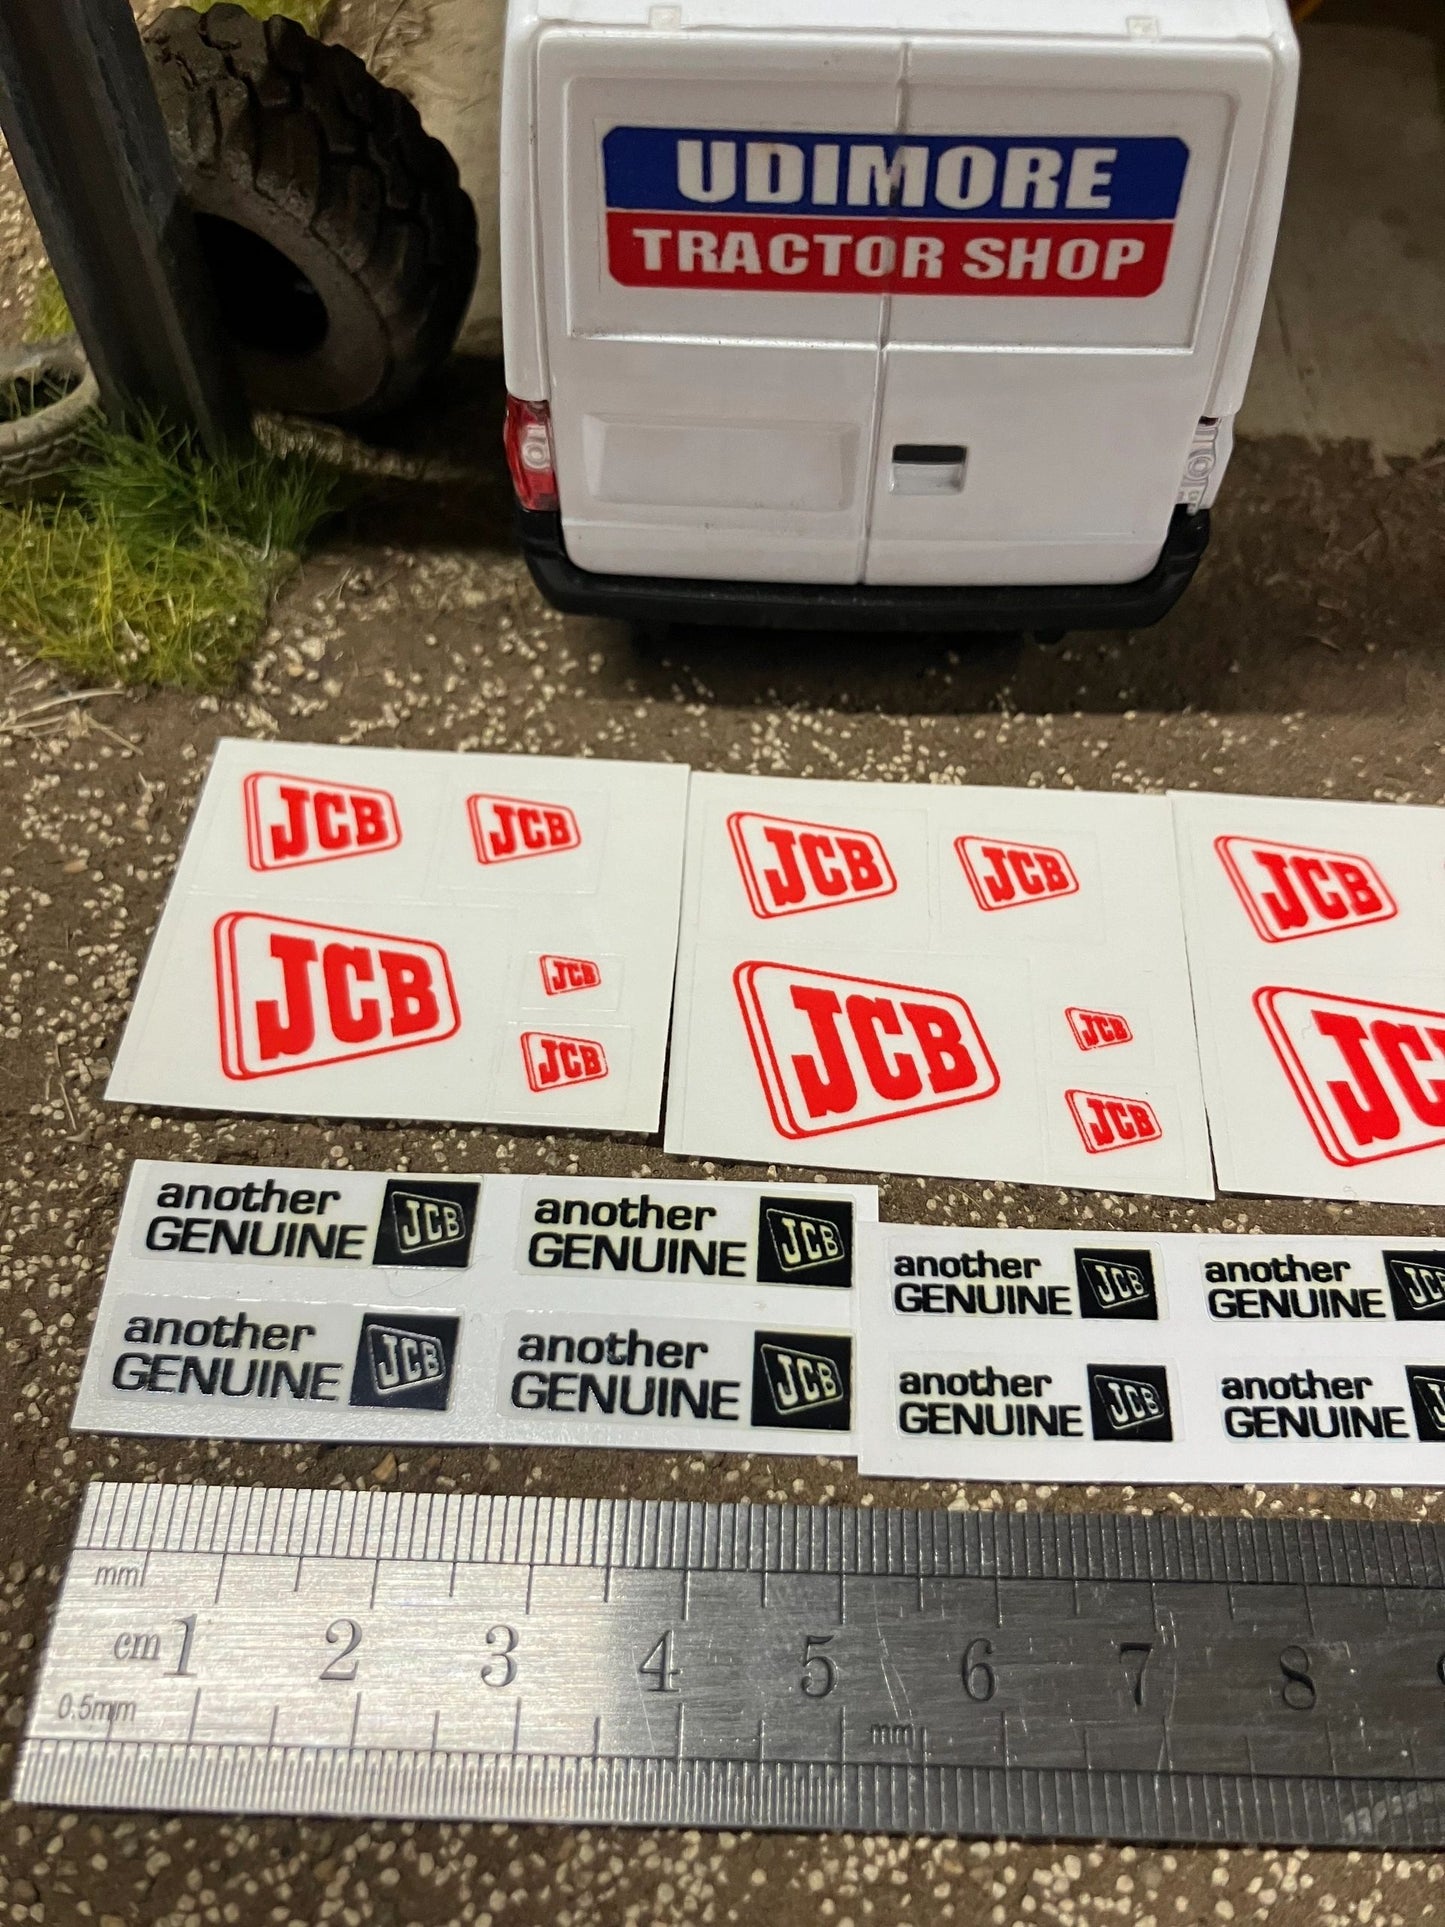 UDIMORE
TRACTOR SHOP
JCB
JCB
JCB
JCB
JCB
JCB
JCB
JCB
JCB
JCB
JCB
another
GENUINE
JCB
another
GENUINE
JCB
another
GENUINE
JCB
another
GENUINE
JCB
another
GENUINE
JCB
another
GENUINE
another
GENUINE
JCB
another
GENUINE
mm
cm 1 2 3 4 5 6 7 8
0.5mm
mm